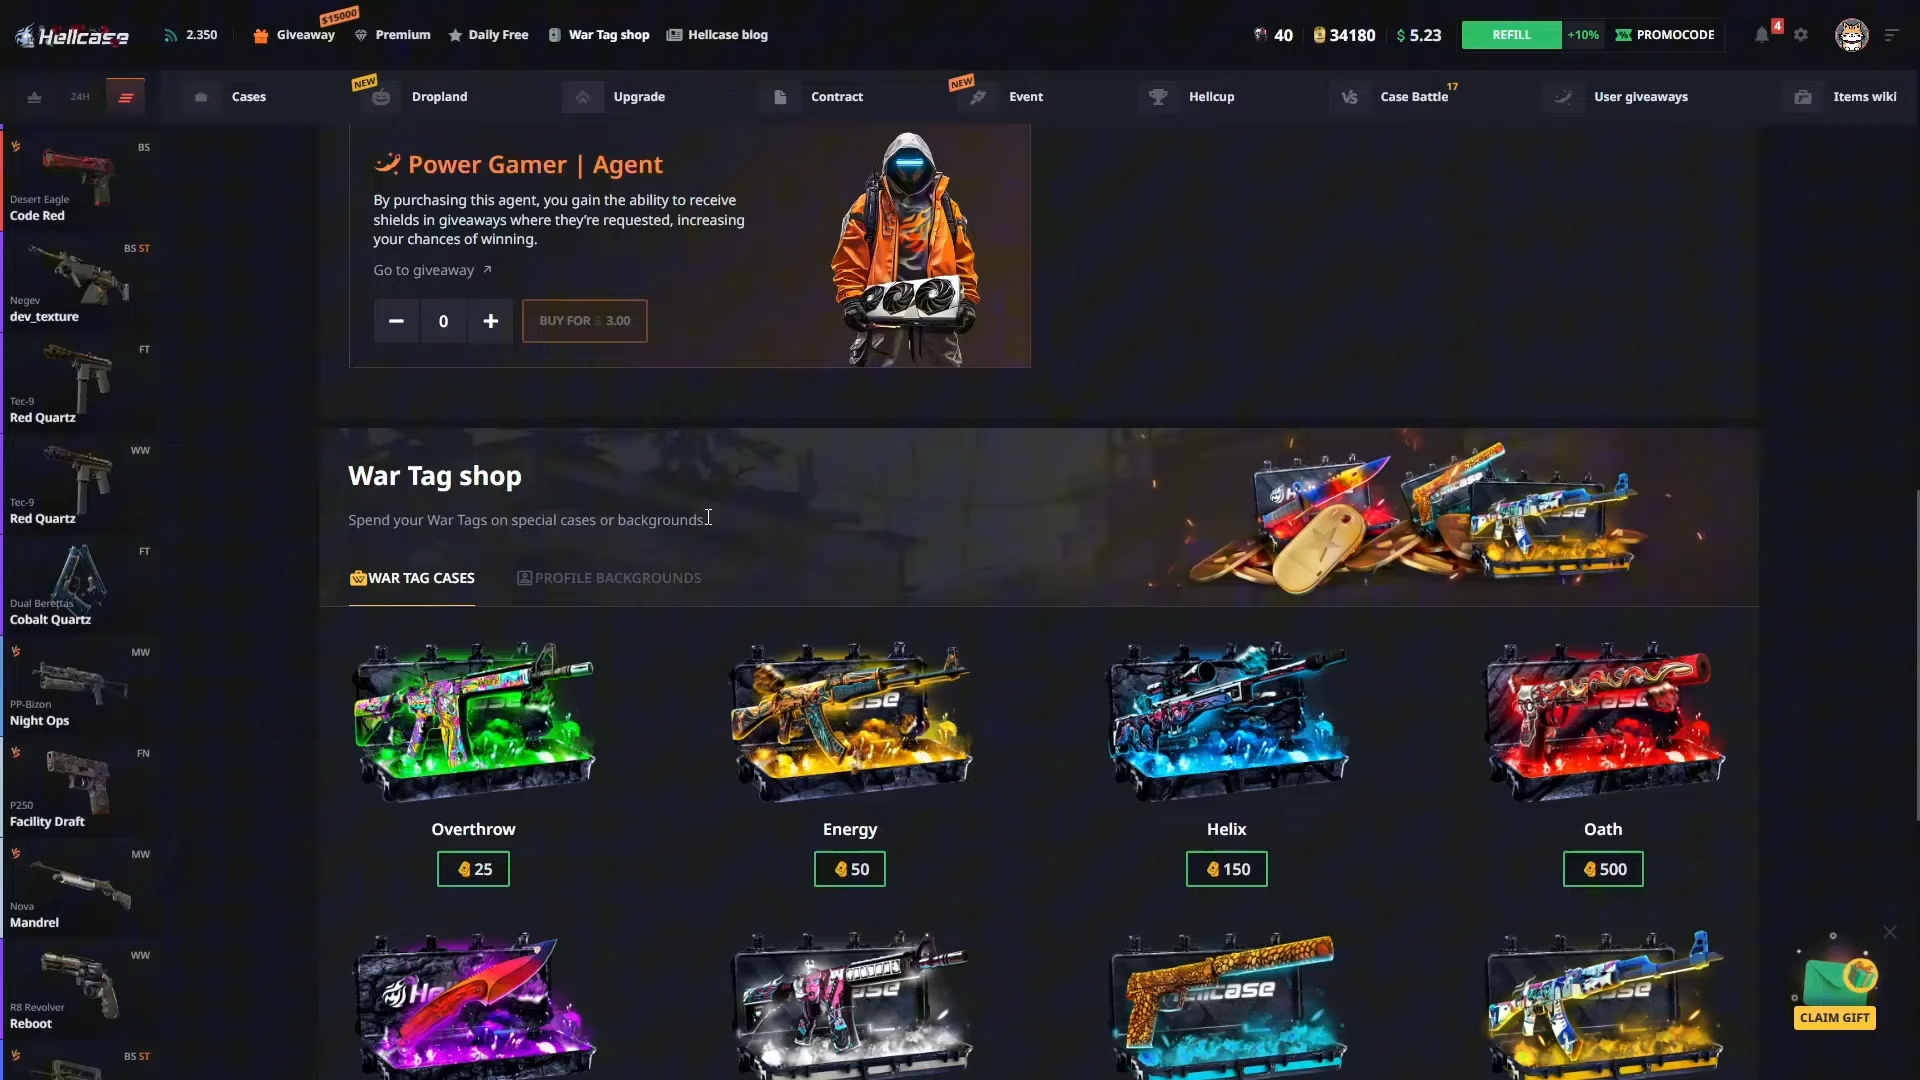 Hellcase
2.350
$15000
Giveaway
Premium
Daily Free
War Tag shop
Hellcase blog
40
34180
$ 5.23
REFILL
+10%
PROMOCODE
4
24H
Cases
NEW
Dropland
Upgrade
Contract
NEW
Event
Hellcup
VS
Case Battle
17
User giveaways
Items wiki
BS
Desert Eagle
Code Red
BS ST
Negev
dev_texture
FT
Tec-9
Red Quartz
WW
Tec-9
Red Quartz
FT
Dual Berettas
Cobalt Quartz
MW
PP-Bizon
Night Ops
FN
P250
Facility Draft
MW
Nova
Mandrel
WW
R8 Revolver
Reboot
BS ST
Power Gamer | Agent
By purchasing this agent, you gain the ability to receive
shields in giveaways where they're requested, increasing
your chances of winning.
Go to giveaway
0
BUY FOR $ 3.00
War Tag shop
Spend your War Tags on special cases or backgrounds.
WAR TAG CASES
PROFILE BACKGROUNDS
Overthrow
25
Energy
50
Helix
150
Oath
500
CLAIM GIFT